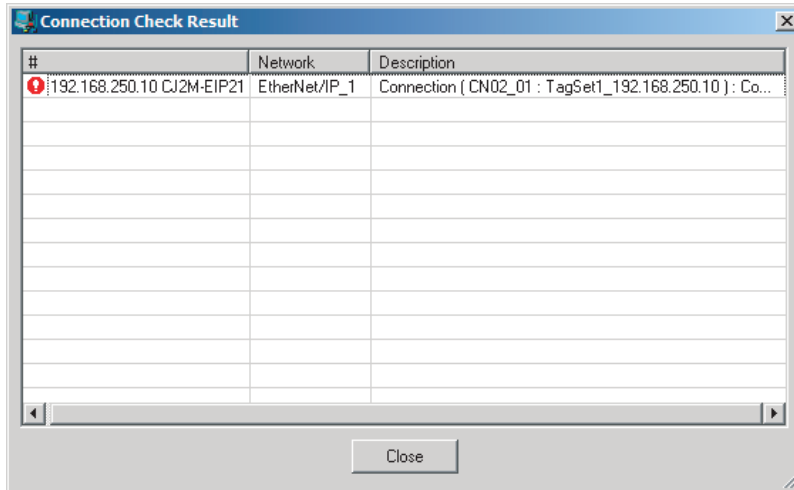 Connection Check Result
# Network Description
192.168.250.10 CJ2M-EIP21 EtherNet/IP_1 Connection ( CN02_01 : TagSet1_192.168.250.10 ) : Co...
Close